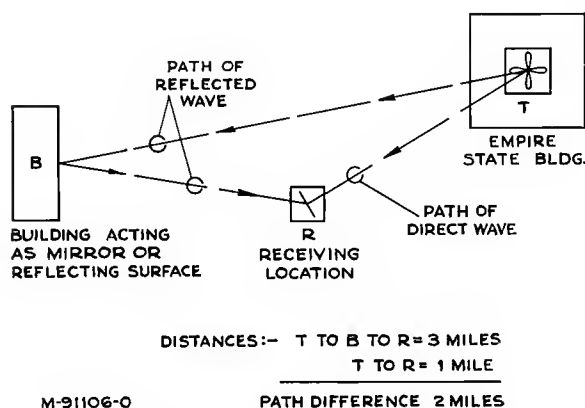 PATH OF
REFLECTED
WAVE
T
EMPIRE
STATE BLDG.
B
PATH OF
DIRECT WAVE
R
RECEIVING
LOCATION
BUILDING ACTING
AS MIRROR OR
REFLECTING SURFACE
DISTANCES:- T TO B TO R = 3 MILES
T TO R = 1 MILE
M-91106-0
PATH DIFFERENCE 2 MILES